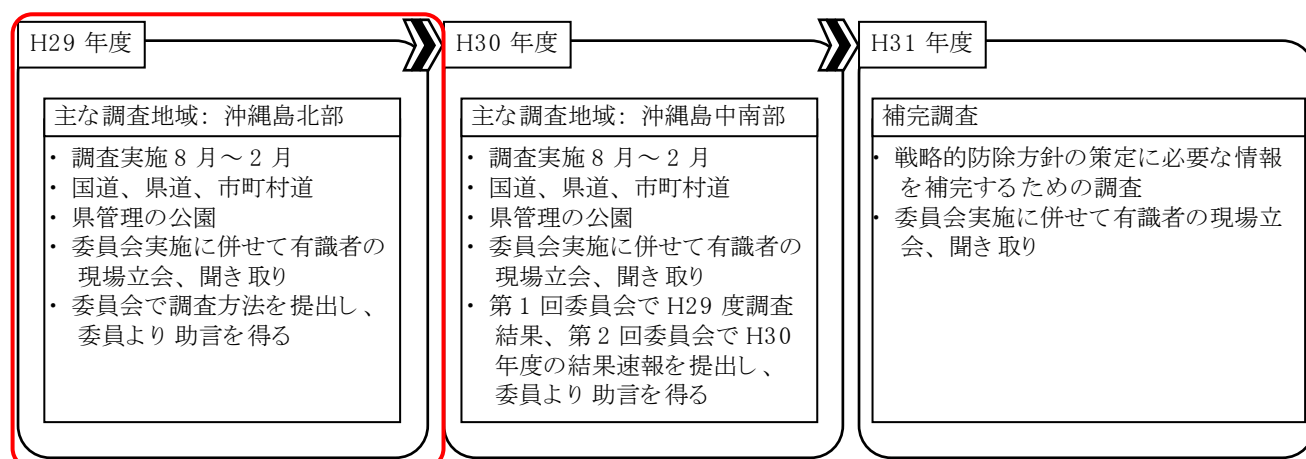 H29 年度
主な調査地域: 沖縄島北部
・ 調査実施 8 月～2 月
・ 国道、県道、市町村道
・ 県管理の公園
・ 委員会実施に併せて有識者の
現場立会、聞き取り
・ 委員会で調査方法を提出し、
委員より助言を得る
H30 年度
主な調査地域: 沖縄島中南部
・ 調査実施 8 月～2 月
・ 国道、県道、市町村道
・ 県管理の公園
・ 委員会実施に併せて有識者の
現場立会、聞き取り
・ 第 1 回委員会で H29 度調査
結果、第 2 回委員会で H30
年度の結果速報を提出し、
委員より助言を得る
H31 年度
補完調査
・ 戦略的防除方針の策定に必要な情報
を補完するための調査
・ 委員会実施に併せて有識者の現場立
会、聞き取り